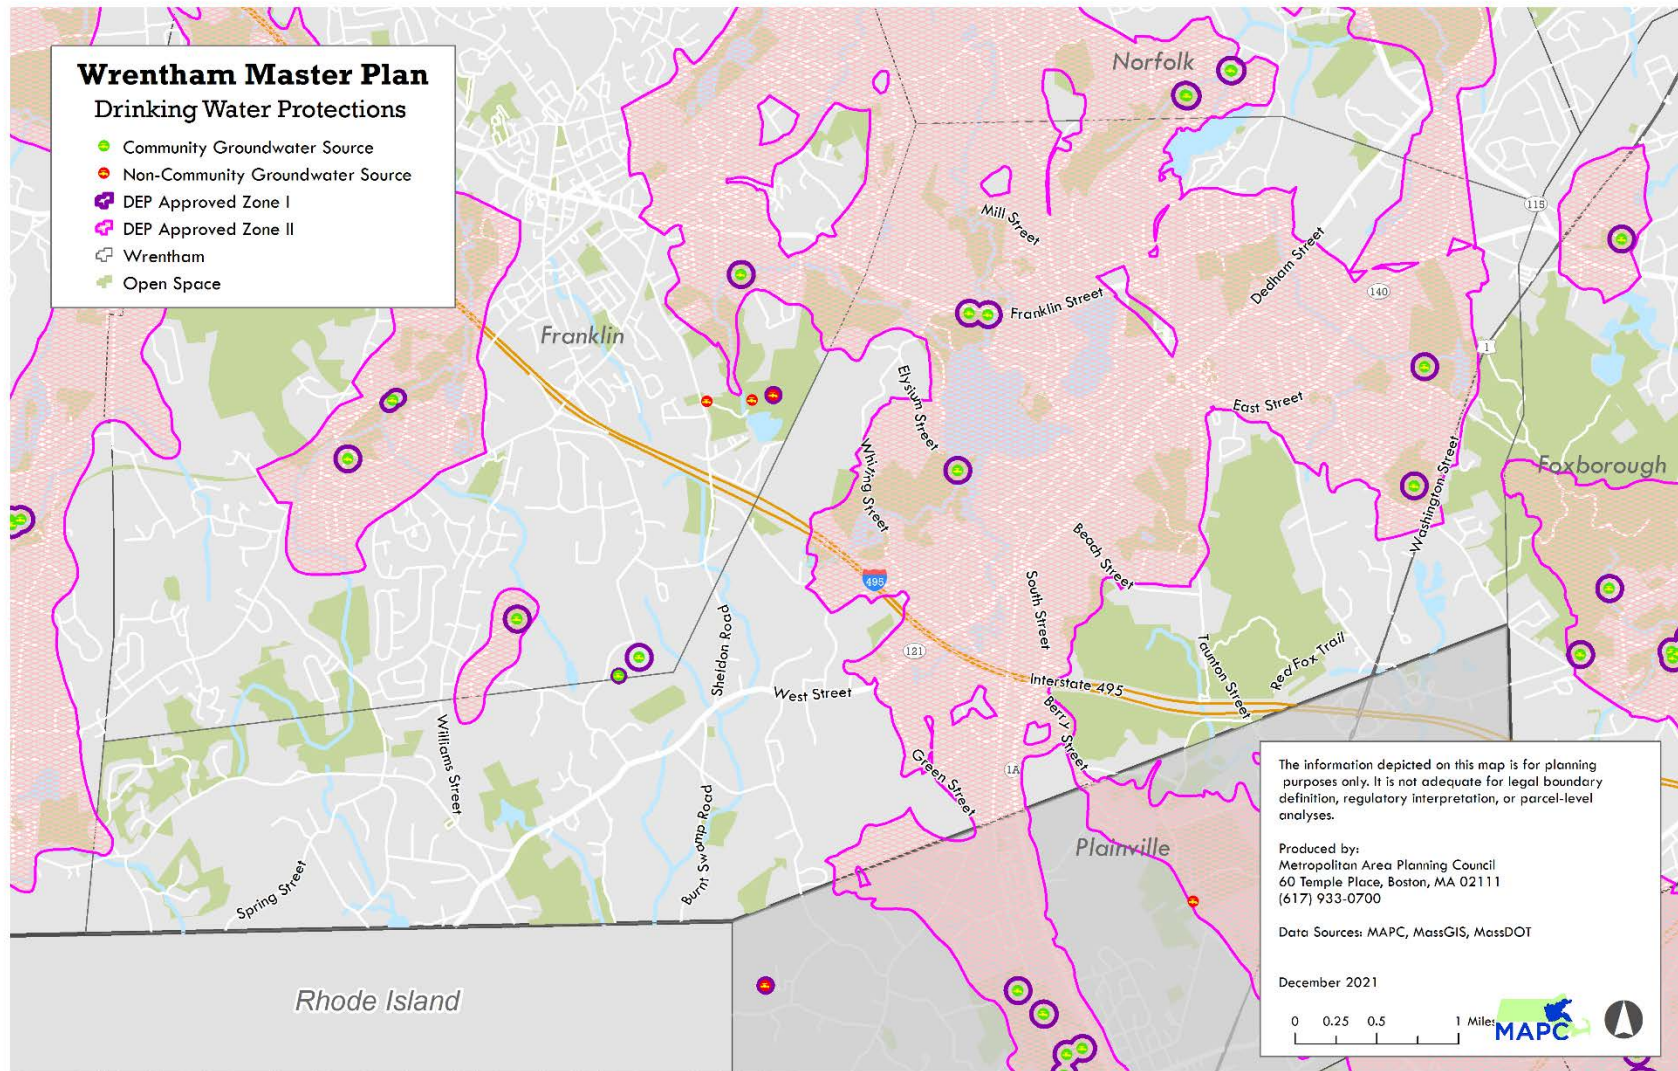 Wrentham Master Plan
Drinking Water Protections
Community Groundwater Source
Non-Community Groundwater Source
DEP Approved Zone I
DEP Approved Zone II
Wrentham
Open Space
Norfolk
Mill Street
115
Dedham Street
140
Franklin Street
Franklin
1
Elysium Street
East Street
Whiting Street
Washington Street
Foxborough
Beach Street
495
South Street
Sheldon Road
121
Taunton Street
Red Fox Trail
Interstate 495
West Street
Berry Street
Williams Street
Green Street
1A
Burnt Swamp Road
Plainville
Spring Street
Rhode Island
The information depicted on this map is for planning
purposes only. It is not adequate for legal boundary
definition, regulatory interpretation, or parcel-level
analyses.
Produced by:
Metropolitan Area Planning Council
60 Temple Place, Boston, MA 02111
(617) 933-0700
Data Sources: MAPC, MassGIS, MassDOT
December 2021
0 0.25 0.5 1 Miles
MAPC